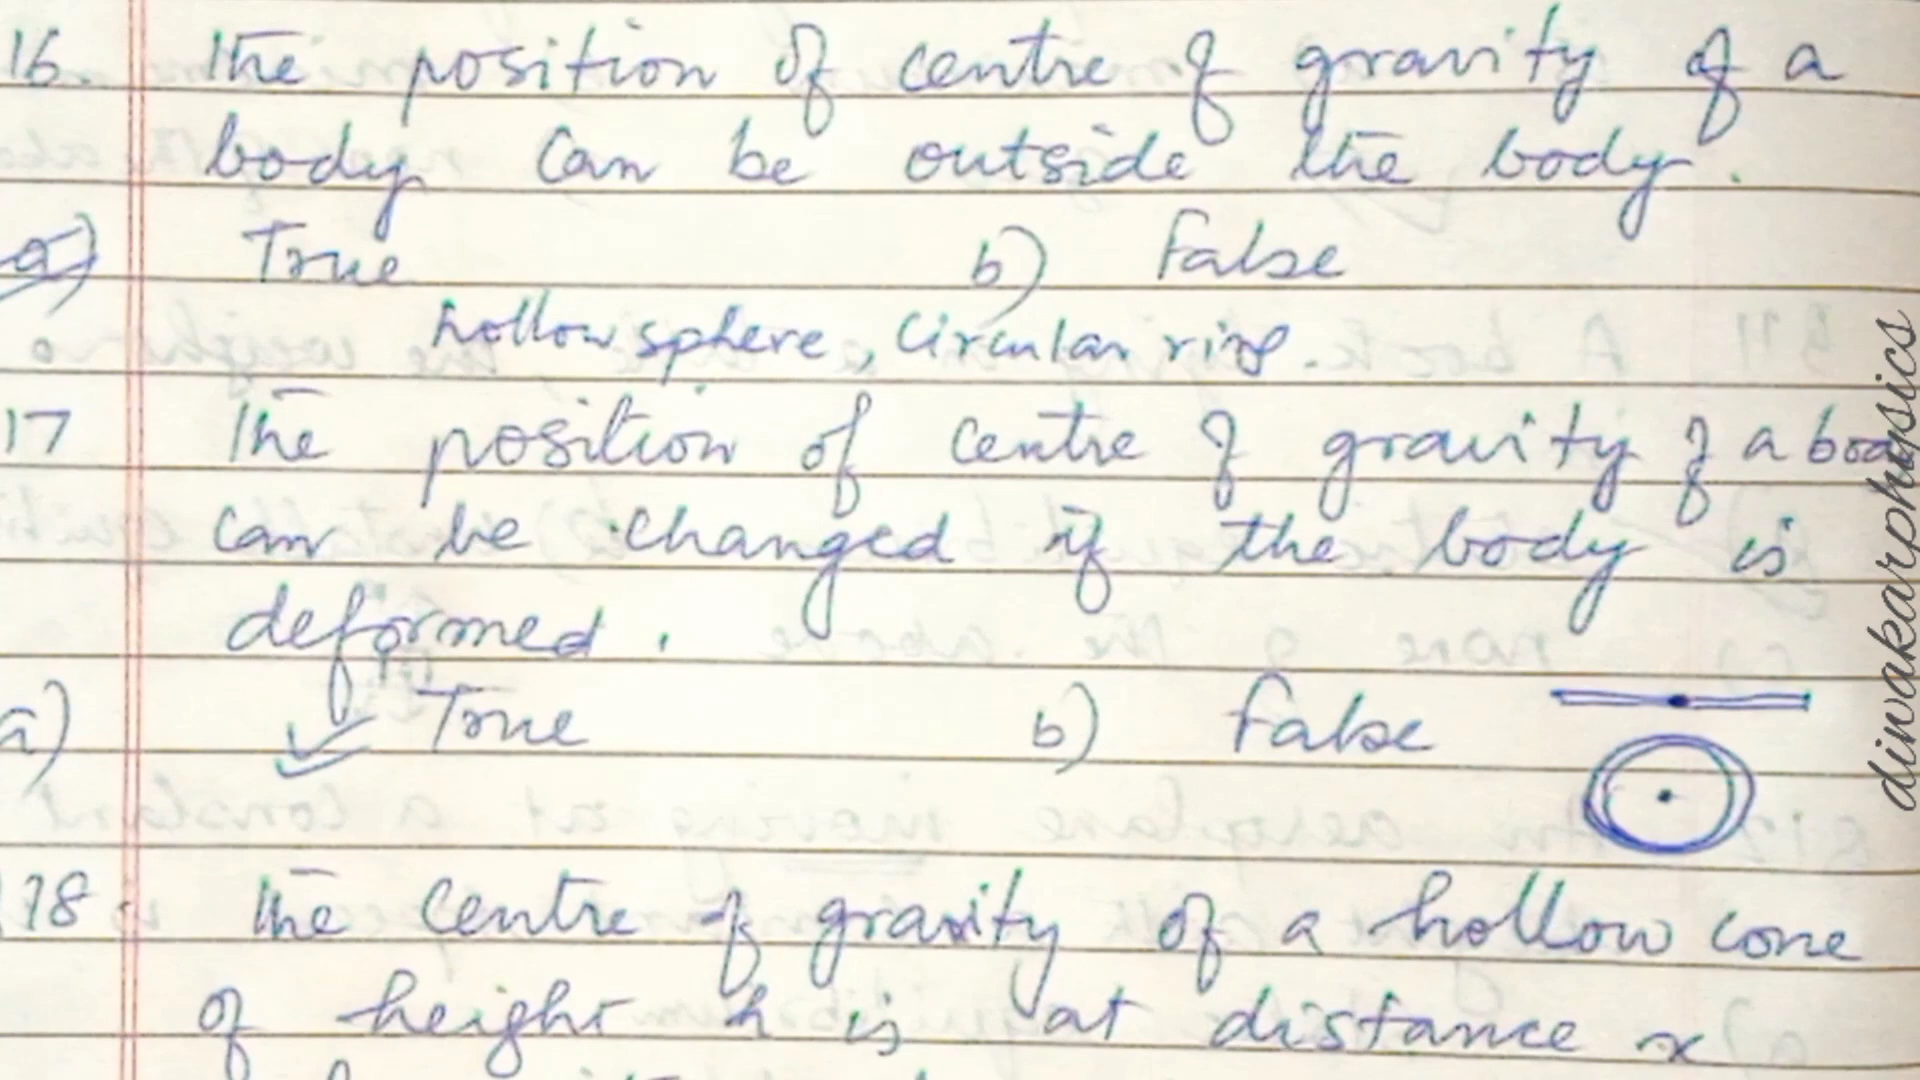 16. The position of centre of gravity of a
body can be outside the body.
a) True b) False
hollow sphere, Circular ring.
17 The position of centre of gravity of a bod
can be changed if the body is
deformed.
a) True b) False
18. The centre of gravity of a hollow cone
of height h is at distance x
diwakarphysics